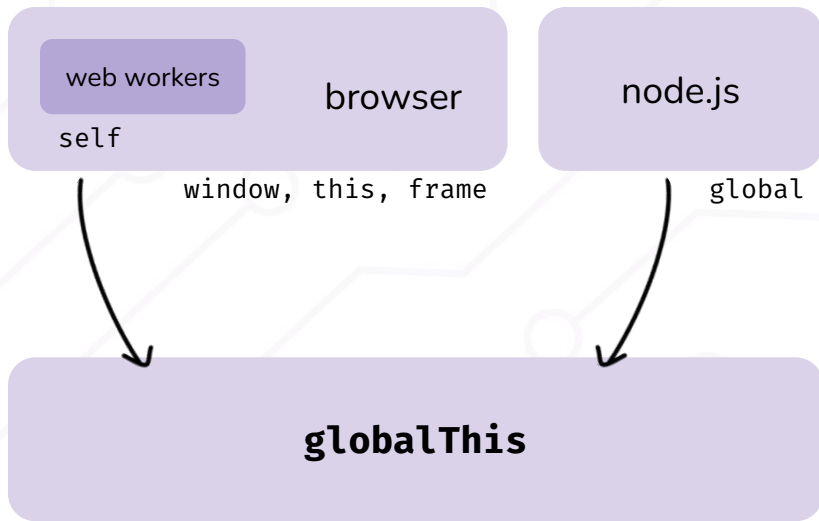 web workers
browser
node.js
self
window, this, frame
global
globalThis